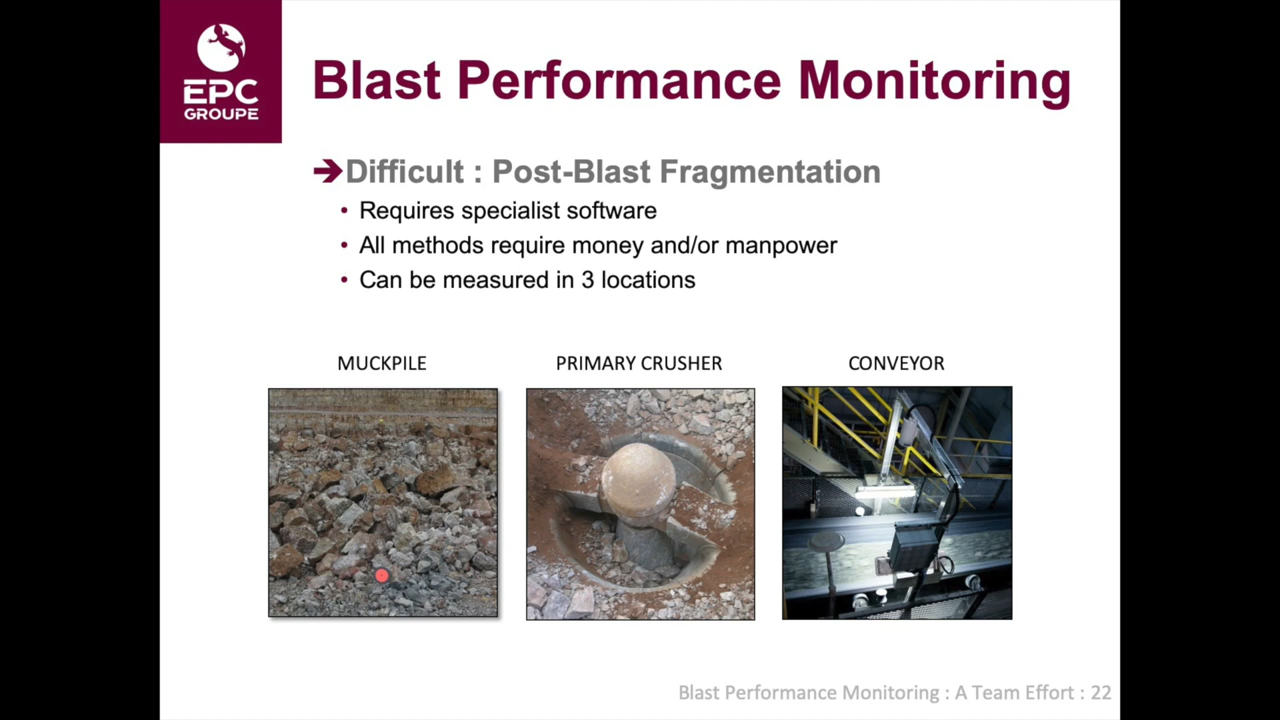 EPC
GROUPE
Blast Performance Monitoring
➔Difficult : Post-Blast Fragmentation
• Requires specialist software
• All methods require money and/or manpower
• Can be measured in 3 locations
MUCKPILE
PRIMARY CRUSHER
CONVEYOR
Blast Performance Monitoring : A Team Effort : 22